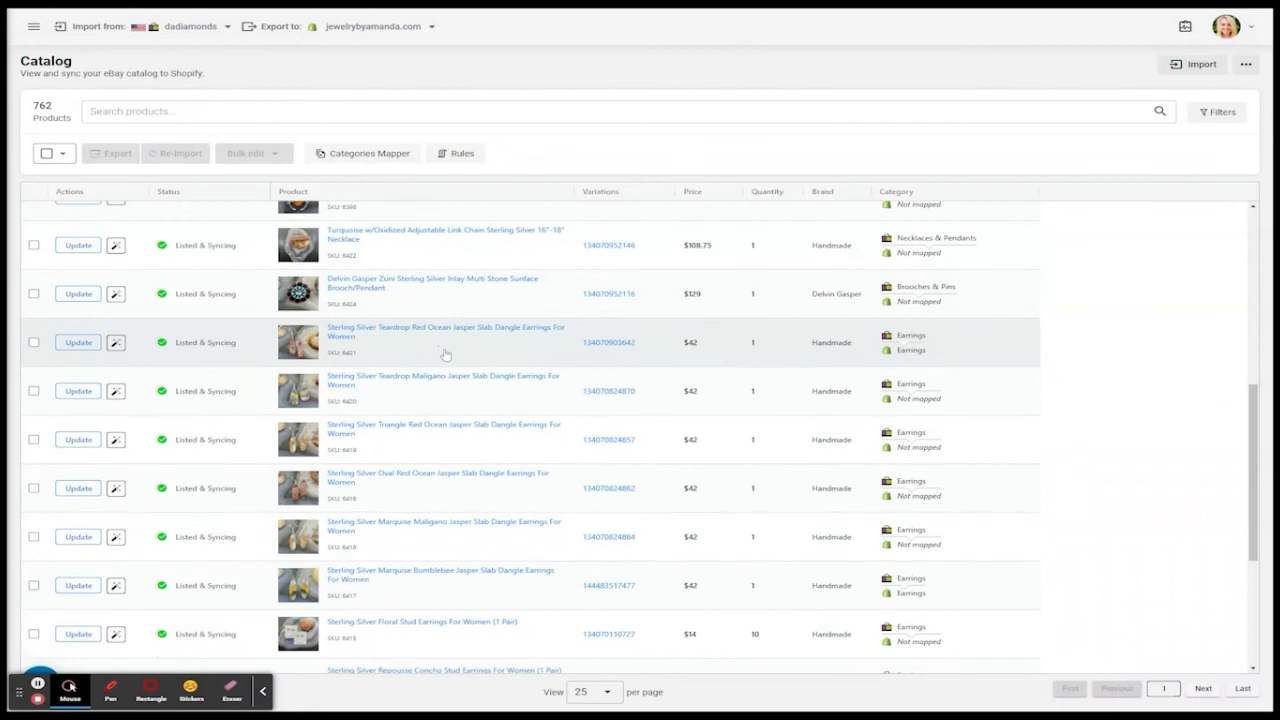 Import from: dadiamonds Export to: jewelrybyamanda.com
Catalog
View and sync your eBay catalog to Shopify.
Import
762
Products
Search products...
Filters
Export Re-Import Bulk edit Categories Mapper Rules
Actions Status Product Variations Price Quantity Brand Category
SKU: 6398
Not mapped
Turquoise w/Oxidized Adjustable Link Chain Sterling Silver 16"-18"
Necklace
SKU: 6422
Update Listed & Syncing 134070952146 $108.75 1 Handmade
Necklaces & Pendants
Not mapped
Delvin Gasper Zuni Sterling Silver Inlay Multi Stone Sunface
Brooch/Pendant
SKU: 6424
Update Listed & Syncing 134070952116 $129 1 Delvin Gasper
Brooches & Pins
Not mapped
Sterling Silver Teardrop Red Ocean Jasper Slab Dangle Earrings For
Women
SKU: 6421
Update Listed & Syncing 134070903642 $42 1 Handmade
Earrings
Earrings
Sterling Silver Teardrop Maligano Jasper Slab Dangle Earrings For
Women
SKU: 6420
Update Listed & Syncing 134070824870 $42 1 Handmade
Earrings
Not mapped
Sterling Silver Triangle Red Ocean Jasper Slab Dangle Earrings For
Women
SKU: 6419
Update Listed & Syncing 134070824857 $42 1 Handmade
Earrings
Not mapped
Sterling Silver Oval Red Ocean Jasper Slab Dangle Earrings For
Women
SKU: 6416
Update Listed & Syncing 134070824862 $42 1 Handmade
Earrings
Not mapped
Sterling Silver Marquise Maligano Jasper Slab Dangle Earrings For
Women
SKU: 6418
Update Listed & Syncing 134070824864 $42 1 Handmade
Earrings
Not mapped
Sterling Silver Marquise Bumblebee Jasper Slab Dangle Earrings
For Women
SKU: 6417
Update Listed & Syncing 144483517477 $42 1 Handmade
Earrings
Earrings
Sterling Silver Floral Stud Earrings For Women (1 Pair)
SKU: 6415
Update Listed & Syncing 134070110727 $14 10 Handmade
Earrings
Not mapped
Sterling Silver Repousse Concho Stud Earrings For Women (1 Pair)
View 25 per page
First Previous 1 Next Last
Mouse Pen Rectangle Stickers Eraser